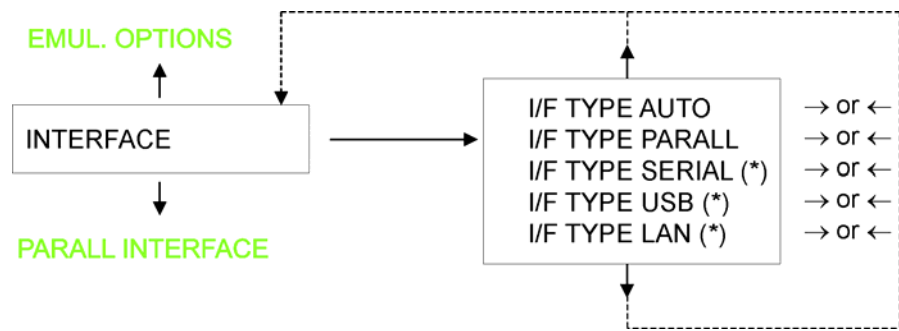 EMUL. OPTIONS
INTERFACE
PARALL INTERFACE
I/F TYPE AUTO → or ←
I/F TYPE PARALL → or ←
I/F TYPE SERIAL (*) → or ←
I/F TYPE USB (*) → or ←
I/F TYPE LAN (*) → or ←